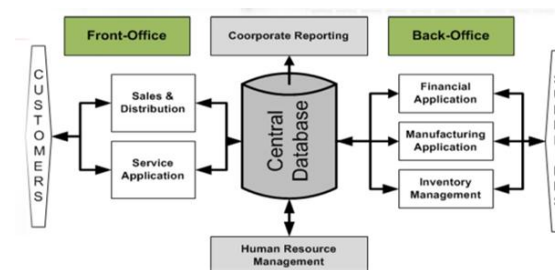 Front-Office
Coorporate Reporting
Back-Office
CUSTOMERS
Sales &
Distribution
Service
Application
Central
Database
Financial
Application
Manufacturing
Application
Inventory
Management
Human Resource
Management